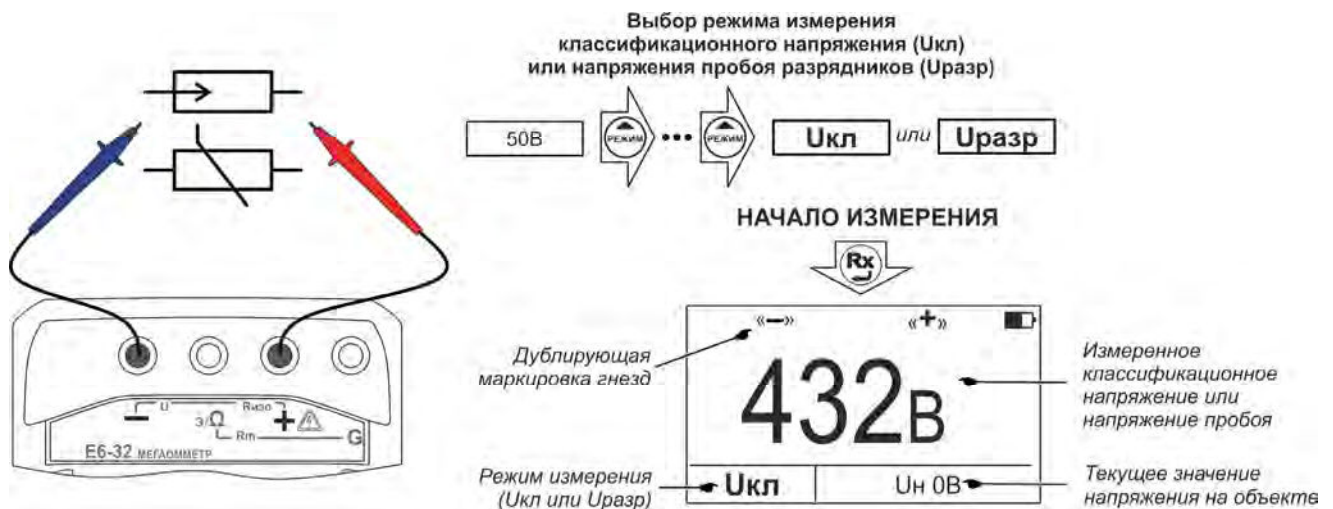 Выбор режима измерения
классификационного напряжения (Uкл)
или напряжения пробоя разрядников (Uразр)
50В
РЕЖИМ
•••
РЕЖИМ
Uкл
или
Uразр
НАЧАЛО ИЗМЕРЕНИЯ
Rx
«–»
«+»
Дублирующая
маркировка гнезд
432В
Измеренное
классификационное
напряжение или
напряжение пробоя
Режим измерения
(Uкл или Uразр)
Uкл
Uн 0В
Текущее значение
напряжения на объекте
– U Rизо +
Э/Ω Rm G
Е6-32 МЕГАОММЕТР